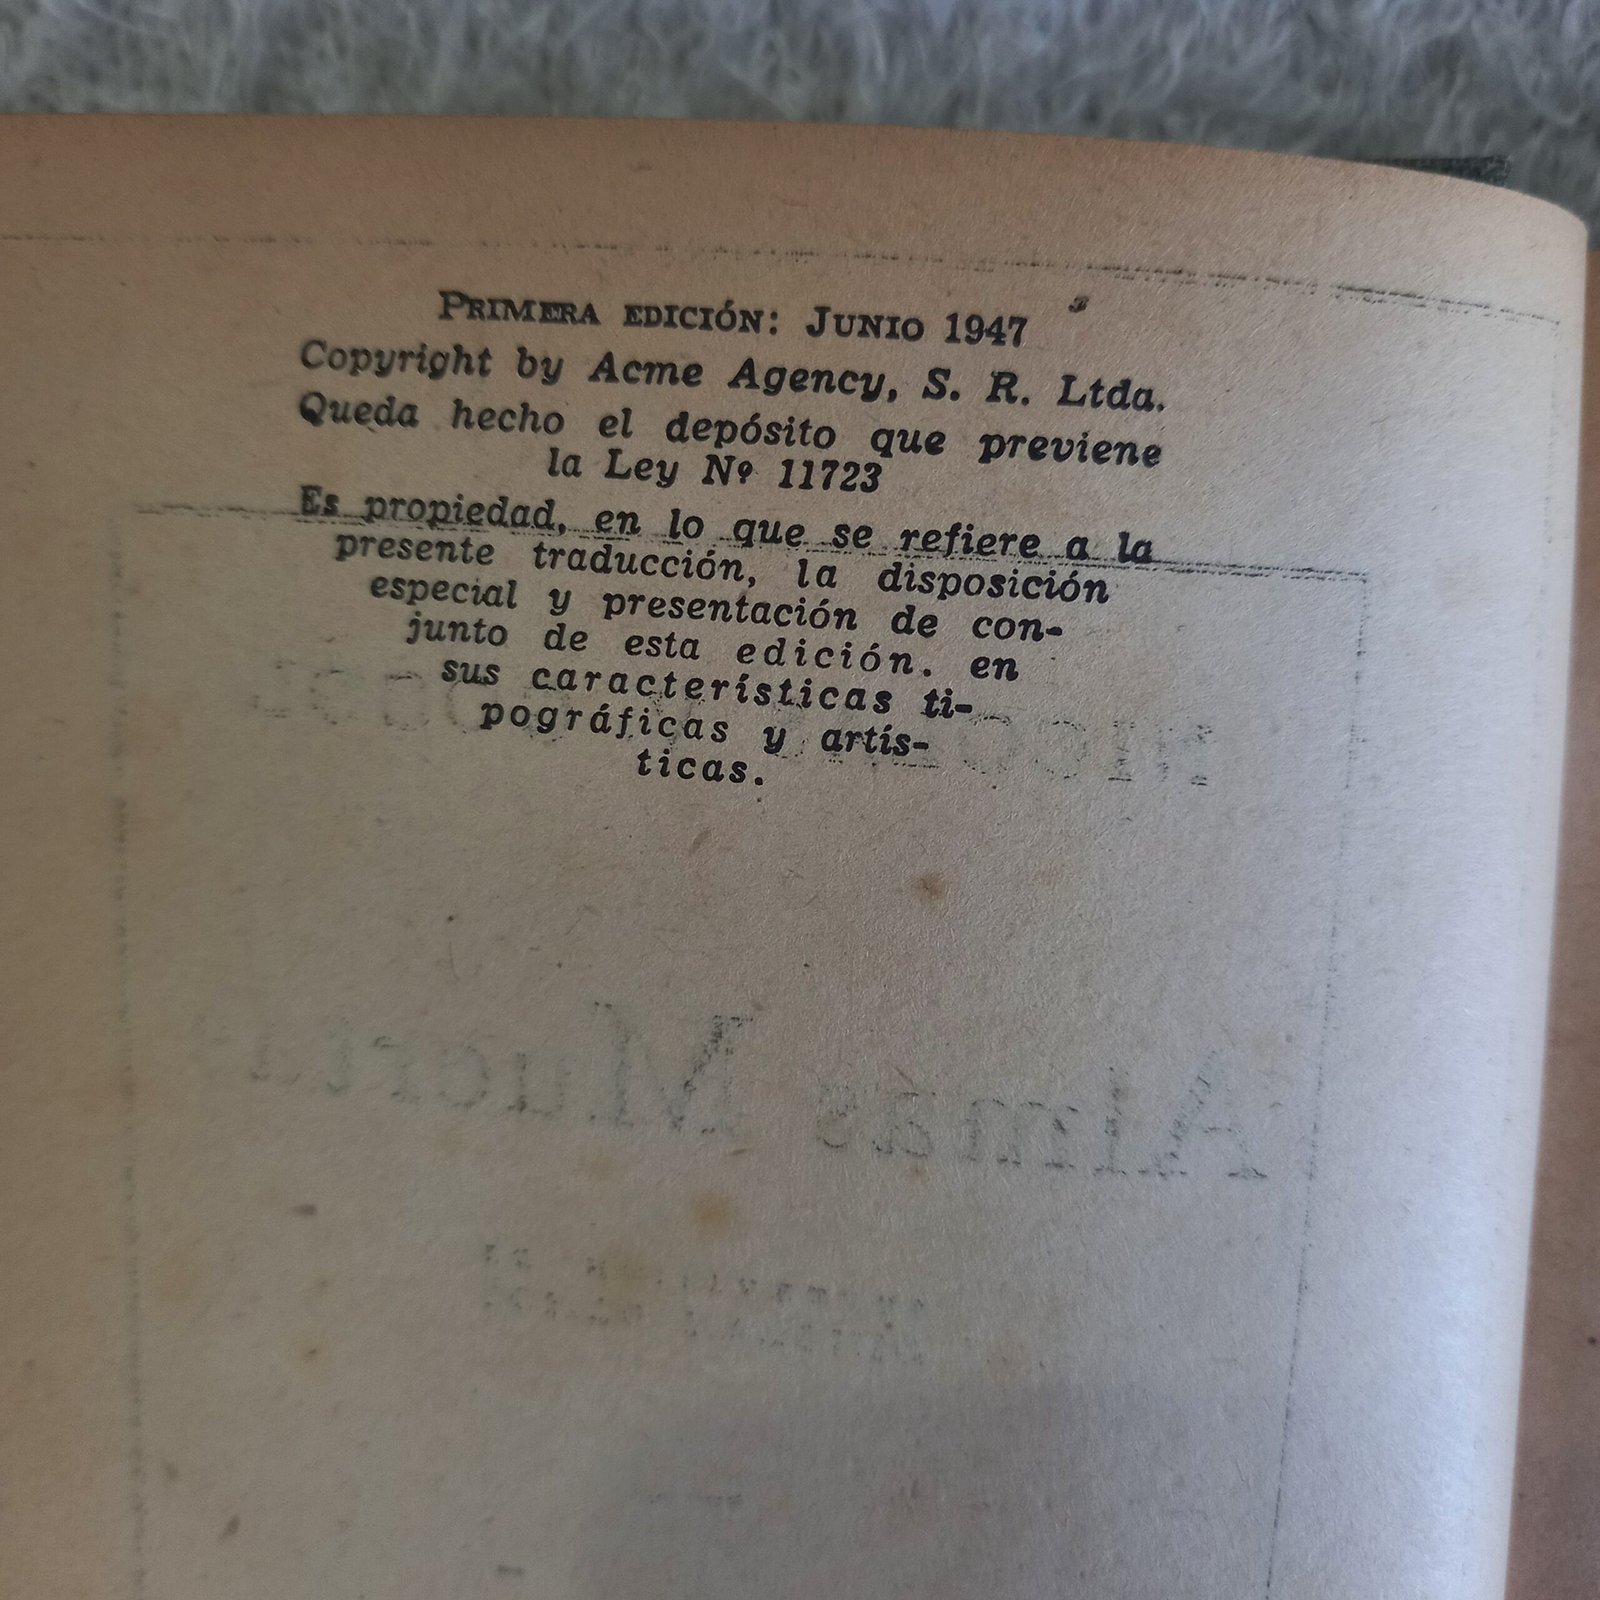 PRIMERA EDICIÓN: JUNIO 1947
Copyright by Acme Agency, S. R. Ltda.
Queda hecho el depósito que previene
la Ley Nº 11723
Es propiedad, en lo que se refiere a la
presente traducción, la disposición
especial y presentación de con-
junto de esta edición. en
sus características ti-
pográficas y artís-
ticas.
Almas Muert